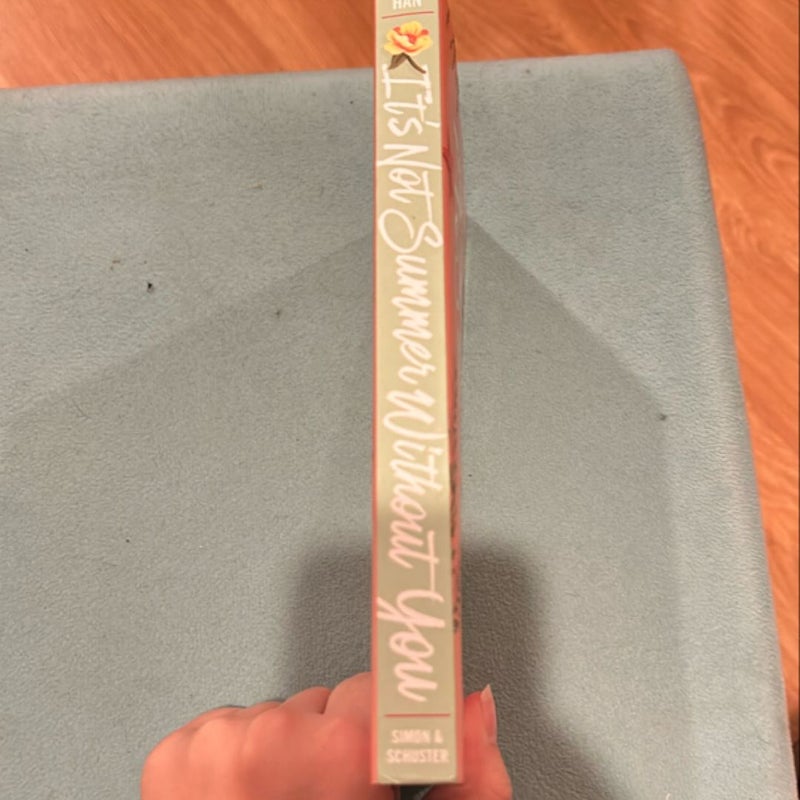 HAN
It's Not Summer Without You
SIMON &
SCHUSTER